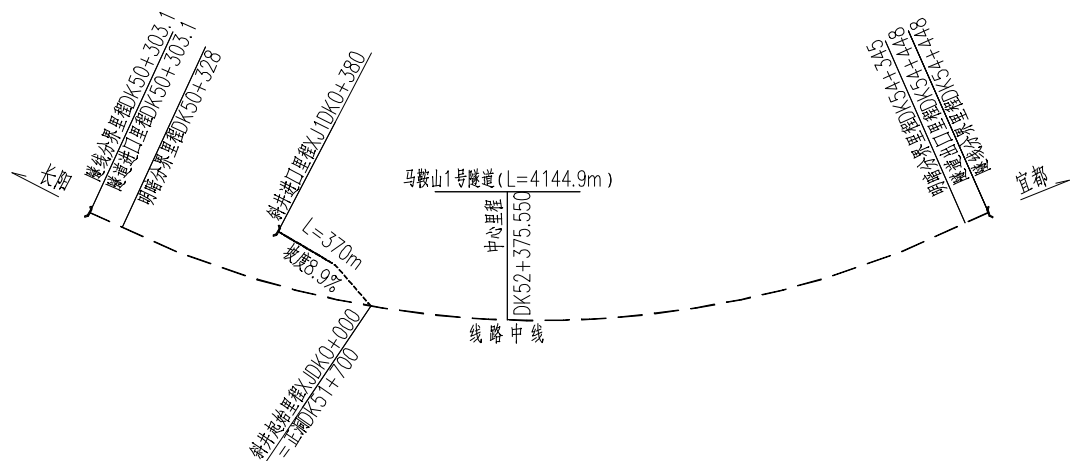 长阳
隧线分界里程DK50+303.1
隧道进口里程DK50+303.1
明暗分界里程DK50+328
斜井进口里程XJ1DK0+380
L=370m
坡度8.9%
斜井起始里程XJDK0+000
=正洞DK51+700
马鞍山1号隧道(L=4144.9m)
中心里程
DK52+375.550
线路中线
明暗分界里程DK54+345
隧道出口里程DK54+448
隧线分界里程DK54+448
宜都